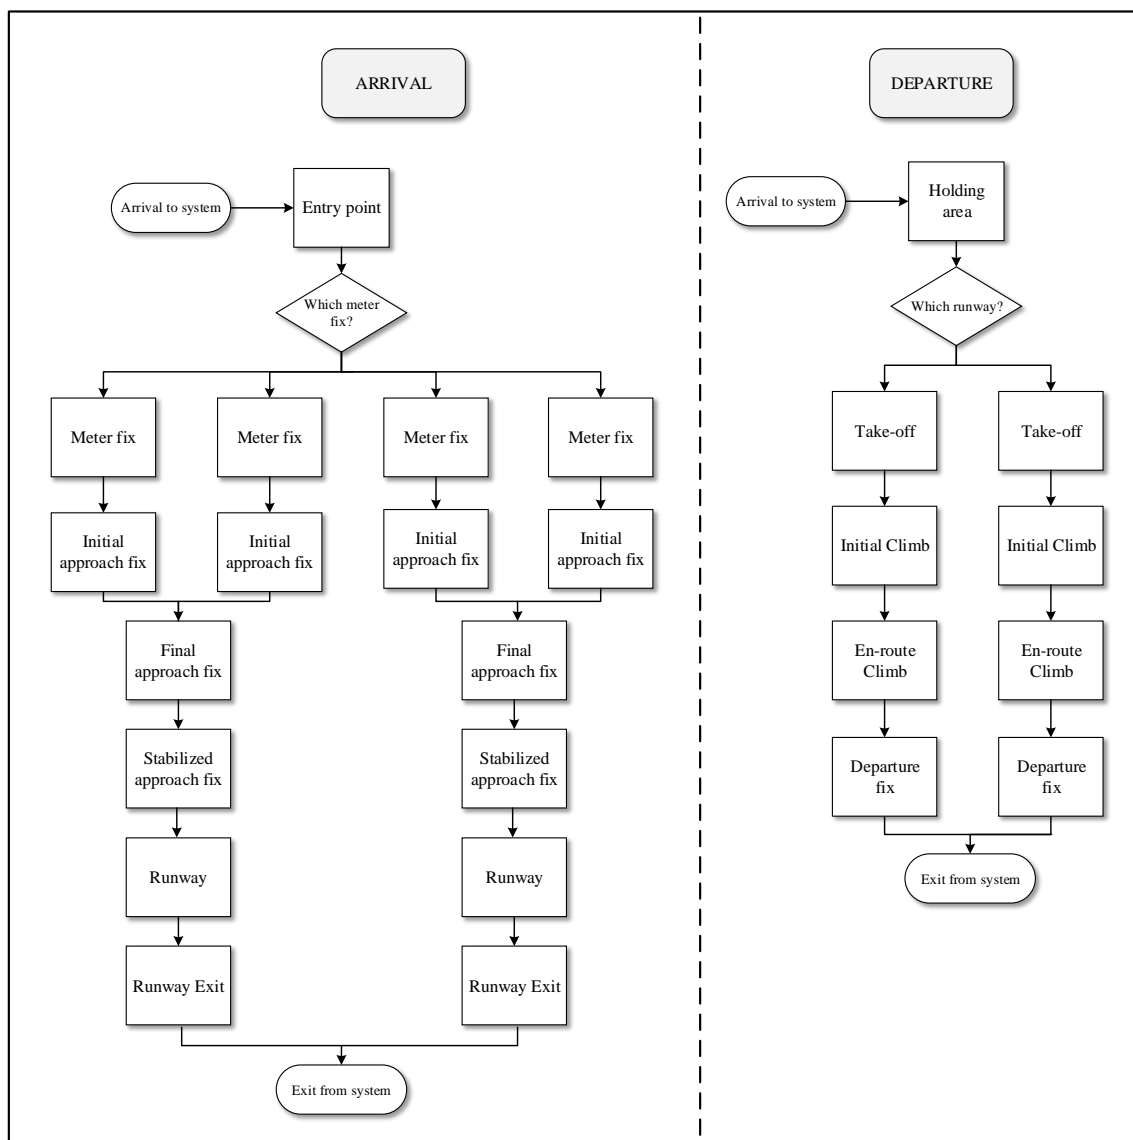 ARRIVAL
Arrival to system
Entry point
Which meter
fix?
Meter fix
Meter fix
Meter fix
Meter fix
Initial
approach fix
Initial
approach fix
Initial
approach fix
Initial
approach fix
Final
approach fix
Final
approach fix
Stabilized
approach fix
Stabilized
approach fix
Runway
Runway
Runway Exit
Runway Exit
Exit from system
DEPARTURE
Arrival to system
Holding
area
Which runway?
Take-off
Take-off
Initial Climb
Initial Climb
En-route
Climb
En-route
Climb
Departure
fix
Departure
fix
Exit from system